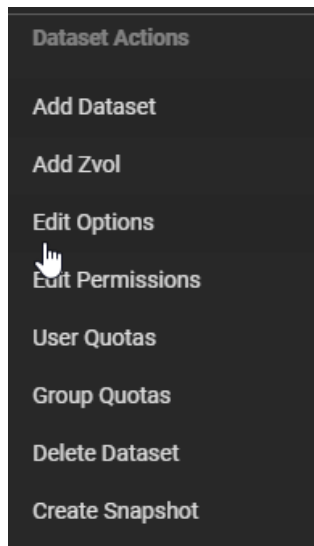 Dataset Actions
Add Dataset
Add Zvol
Edit Options
Edit Permissions
User Quotas
Group Quotas
Delete Dataset
Create Snapshot